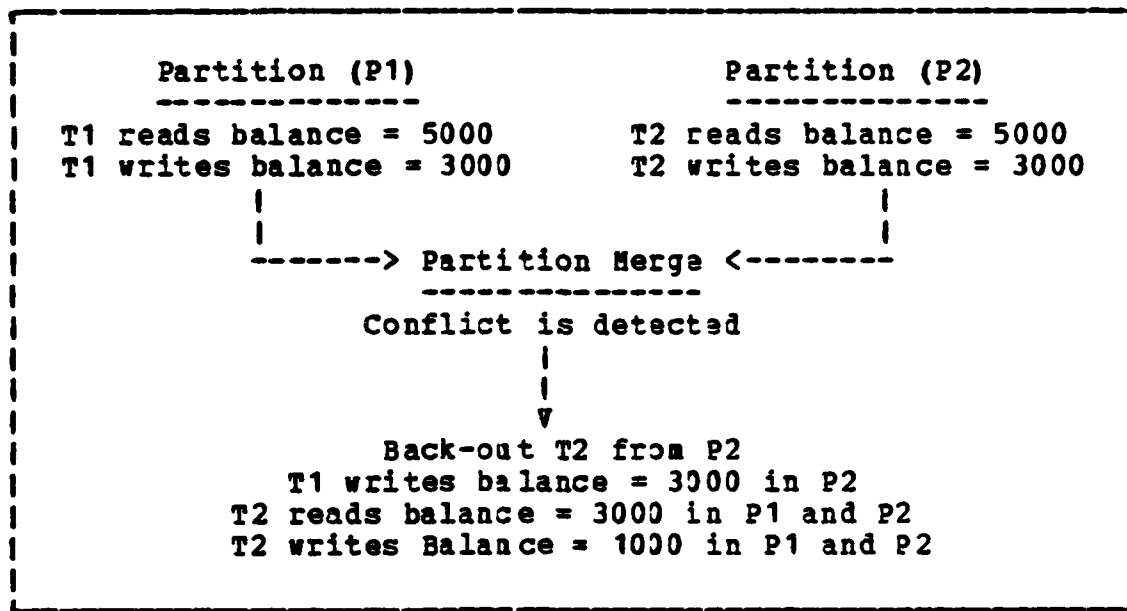 Partition (P1) Partition (P2)
T1 reads balance = 5000 T2 reads balance = 5000
T1 writes balance = 3000 T2 writes balance = 3000
Partition Merge
Conflict is detected
Back-out T2 from P2
T1 writes balance = 3000 in P2
T2 reads balance = 3000 in P1 and P2
T2 writes Balance = 1000 in P1 and P2